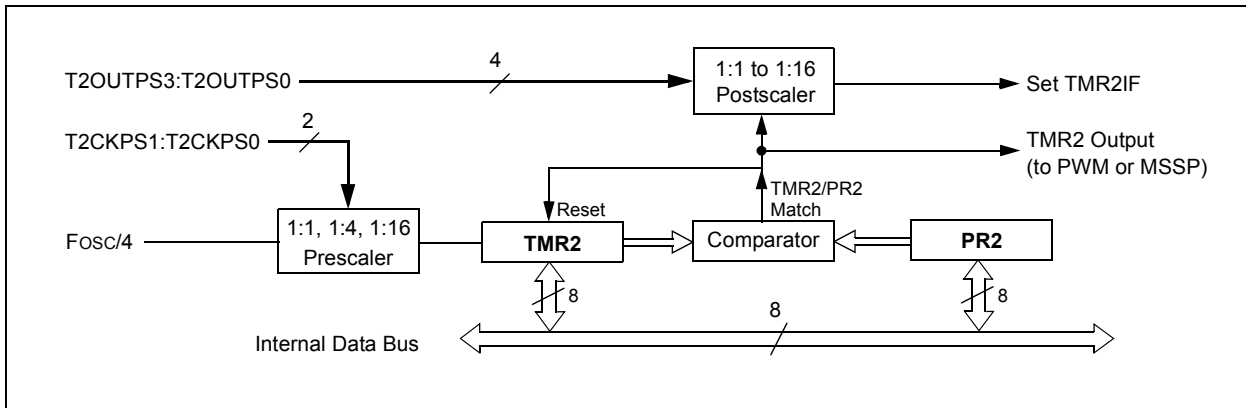 T2OUTPS3:T2OUTPS0
4
1:1 to 1:16
Postscaler
Set TMR2IF
T2CKPS1:T2CKPS0
2
TMR2 Output
(to PWM or MSSP)
TMR2/PR2
Match
Reset
FOSC/4
1:1, 1:4, 1:16
Prescaler
TMR2
Comparator
PR2
8
8
8
Internal Data Bus